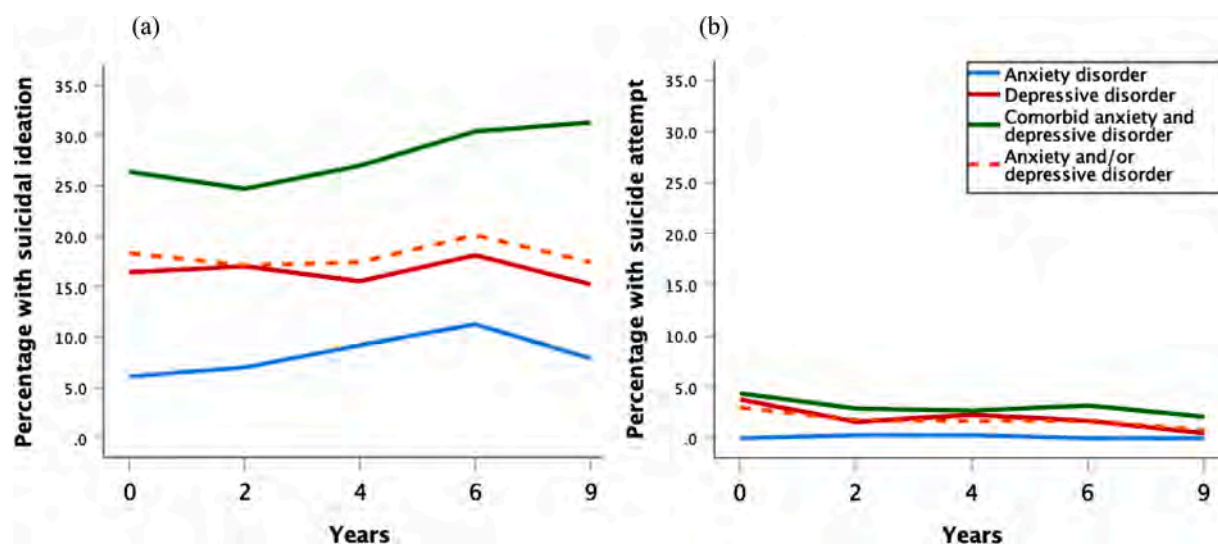 (a)
Percentage with suicidal ideation
35.0
30.0
25.0
20.0
15.0
10.0
5.0
.0
0 2 4 6 9
Years
(b)
Percentage with suicide attempt
35.0
30.0
25.0
20.0
15.0
10.0
5.0
.0
0 2 4 6 9
Years
Anxiety disorder
Depressive disorder
Comorbid anxiety and
depressive disorder
Anxiety and/or
depressive disorder